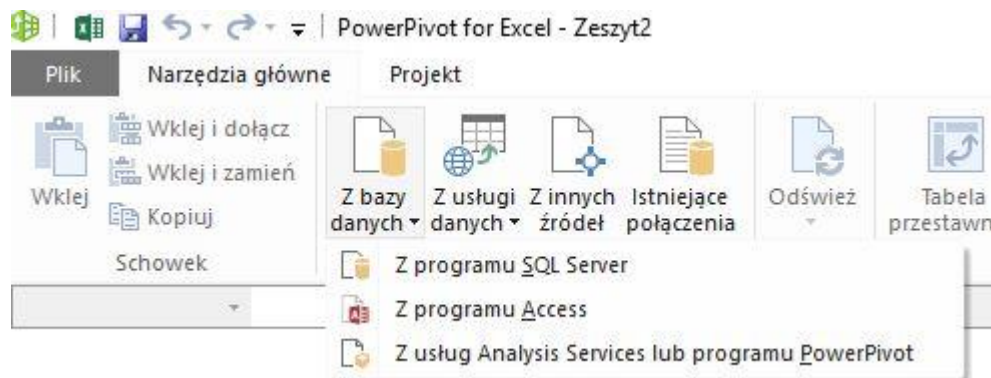 PowerPivot for Excel - Zeszyt2
Plik
Narzędzia główne
Projekt
Wklej
Wklej i dołącz
Wklej i zamień
Kopiuj
Schowek
Z bazy
danych
Z usługi
danych
Z innych
źródeł
Istniejące
połączenia
Odśwież
Tabela
przestawn
Z programu SQL Server
Z programu Access
Z usług Analysis Services lub programu PowerPivot